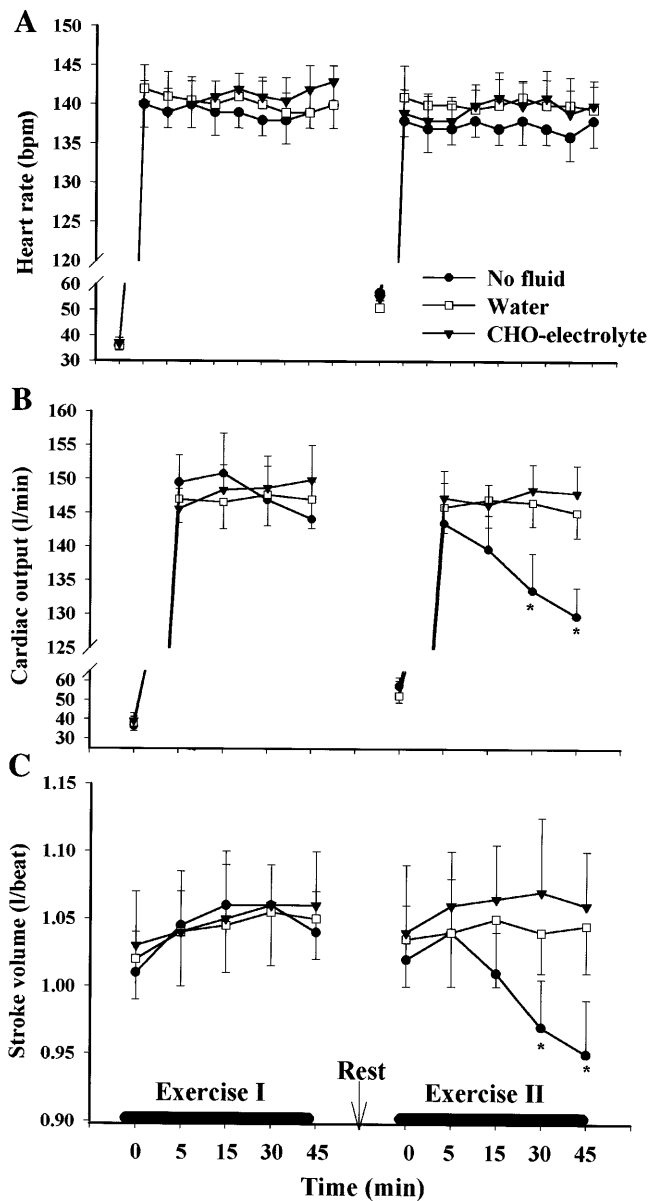 A
Heart rate (bpm)
150
145
140
135
130
120
60
50
40
30
No fluid
Water
CHO-electrolyte
B
Cardiac output (l/min)
160
155
150
145
140
135
130
125
60
50
40
30
*
*
C
Stroke volume (l/beat)
1.15
1.10
1.05
1.00
0.95
0.90
*
*
Exercise I
Rest
Exercise II
0 5 15 30 45 0 5 15 30 45
Time (min)